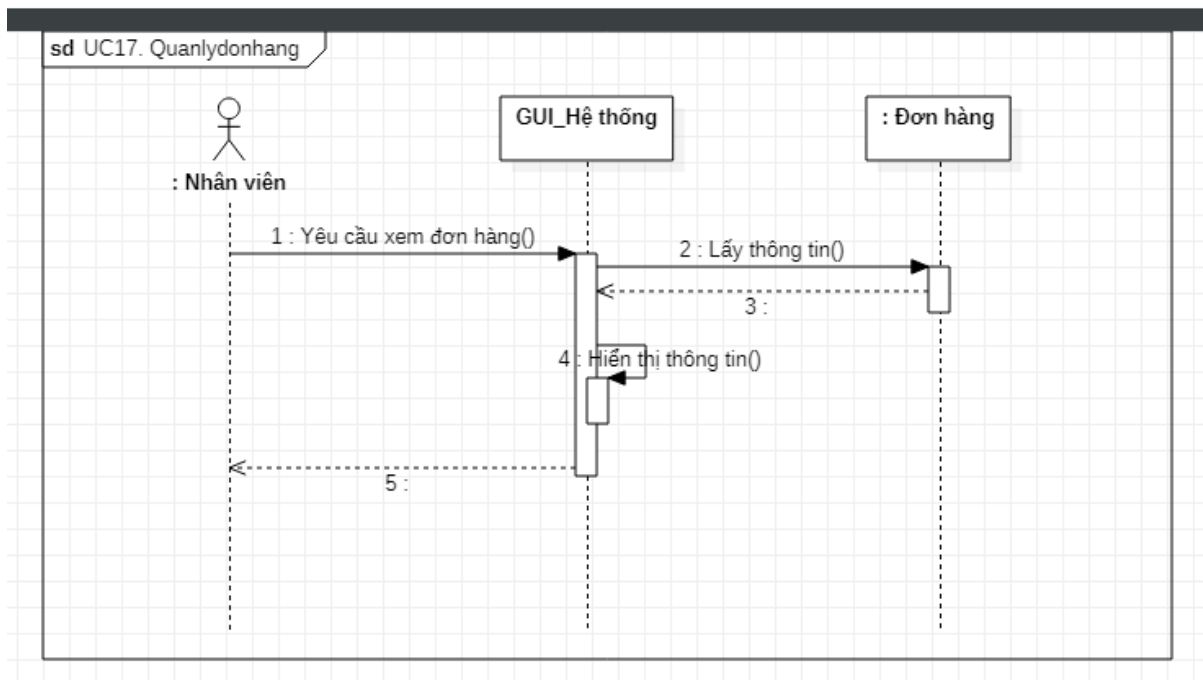 sd UC17. Quanlydonhang
GUI_Hệ thống
: Đơn hàng
: Nhân viên
1 : Yêu cầu xem đơn hàng()
2 : Lấy thông tin()
3 :
4 : Hiển thị thông tin()
5 :